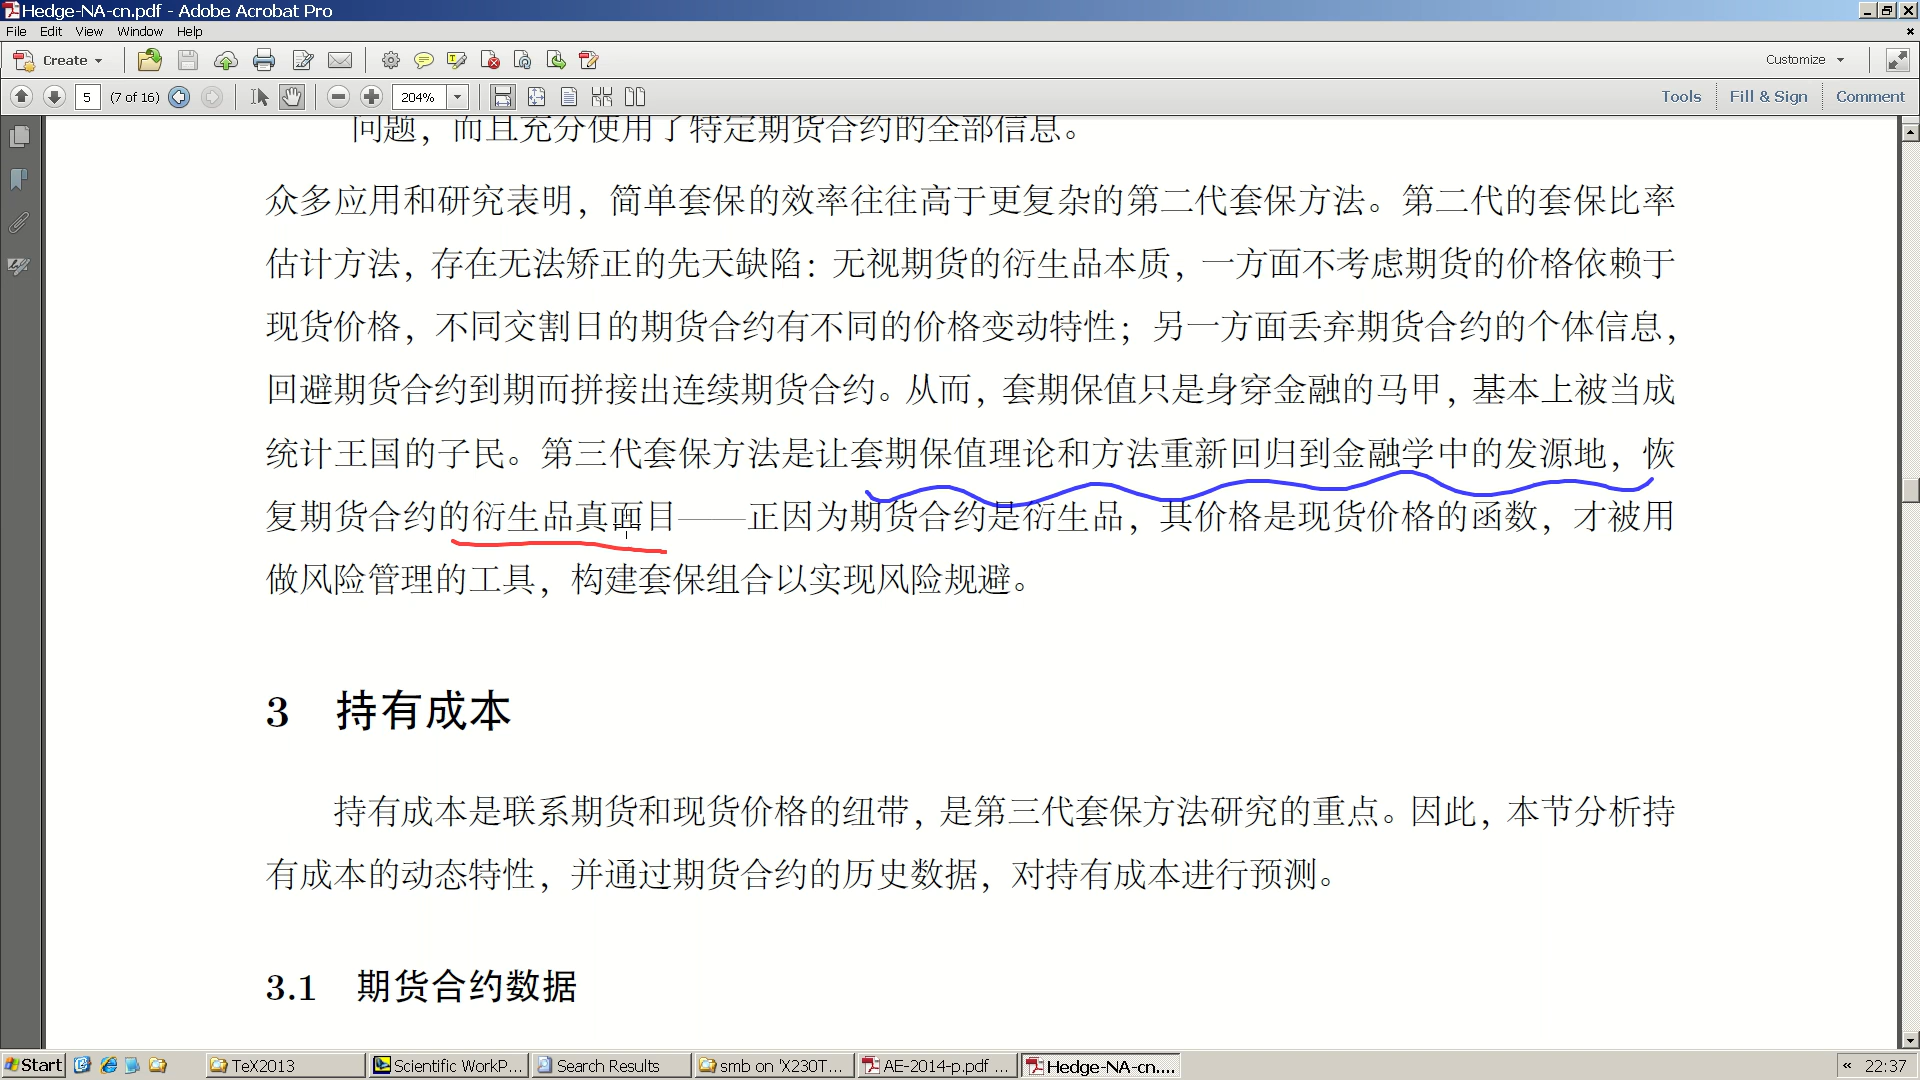 Hedge-NA-cn.pdf - Adobe Acrobat Pro
File Edit View Window Help
Create Customize
5 (7 of 16) 204% Tools Fill & Sign Comment
问题，而且充分使用了特定期货合约的全部信息。
众多应用和研究表明，简单套保的效率往往高于更复杂的第二代套保方法。第二代的套保比率
估计方法，存在无法矫正的先天缺陷：无视期货的衍生品本质，一方面不考虑期货的价格依赖于
现货价格，不同交割日的期货合约有不同的价格变动特性；另一方面丢弃期货合约的个体信息，
回避期货合约到期而拼接出连续期货合约。从而，套期保值只是身穿金融的马甲，基本上被当成
统计王国的子民。第三代套保方法是让套期保值理论和方法重新回归到金融学中的发源地，恢
复期货合约的衍生品真面目——正因为期货合约是衍生品，其价格是现货价格的函数，才被用
做风险管理的工具，构建套保组合以实现风险规避。
3 持有成本
持有成本是联系期货和现货价格的纽带，是第三代套保方法研究的重点。因此，本节分析持
有成本的动态特性，并通过期货合约的历史数据，对持有成本进行预测。
3.1 期货合约数据
Start TeX2013 Scientific WorkP... Search Results smb on 'X230T... AE-2014-p.pdf ... Hedge-NA-cn.... « 22:37